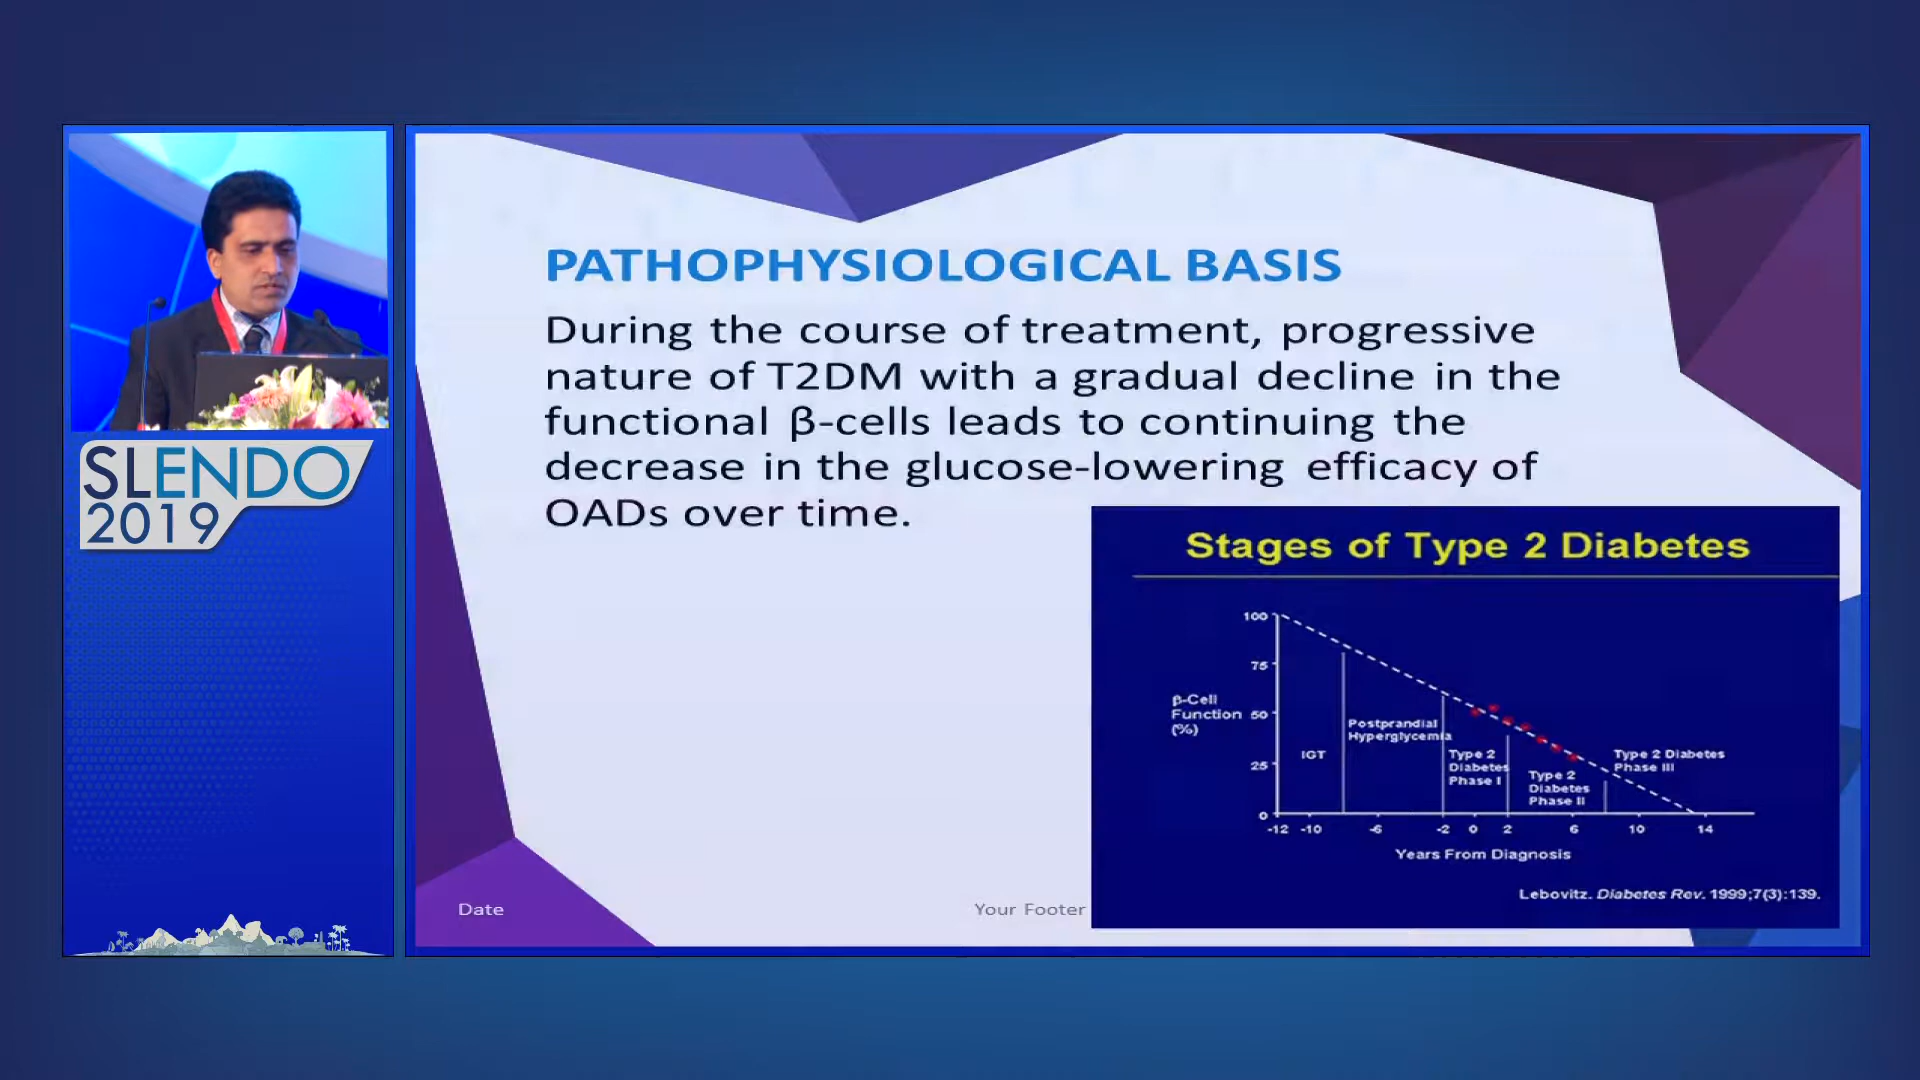 SLENDO
2019
PATHOPHYSIOLOGICAL BASIS
During the course of treatment, progressive
nature of T2DM with a gradual decline in the
functional β-cells leads to continuing the
decrease in the glucose-lowering efficacy of
OADs over time.
Stages of Type 2 Diabetes
100
75
β-Cell
Function
(%)
50
25
0
IGT
Postprandial
Hyperglycemia
Type 2
Diabetes
Phase I
Type 2
Diabetes
Phase II
Type 2 Diabetes
Phase III
-12 -10 -6 -2 0 2 6 10 14
Years From Diagnosis
Lebovitz. Diabetes Rev. 1999;7(3):139.
Date
Your Footer